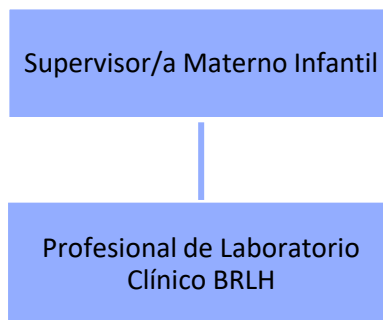 Supervisor/a Materno Infantil
Profesional de Laboratorio
Clínico BRLH